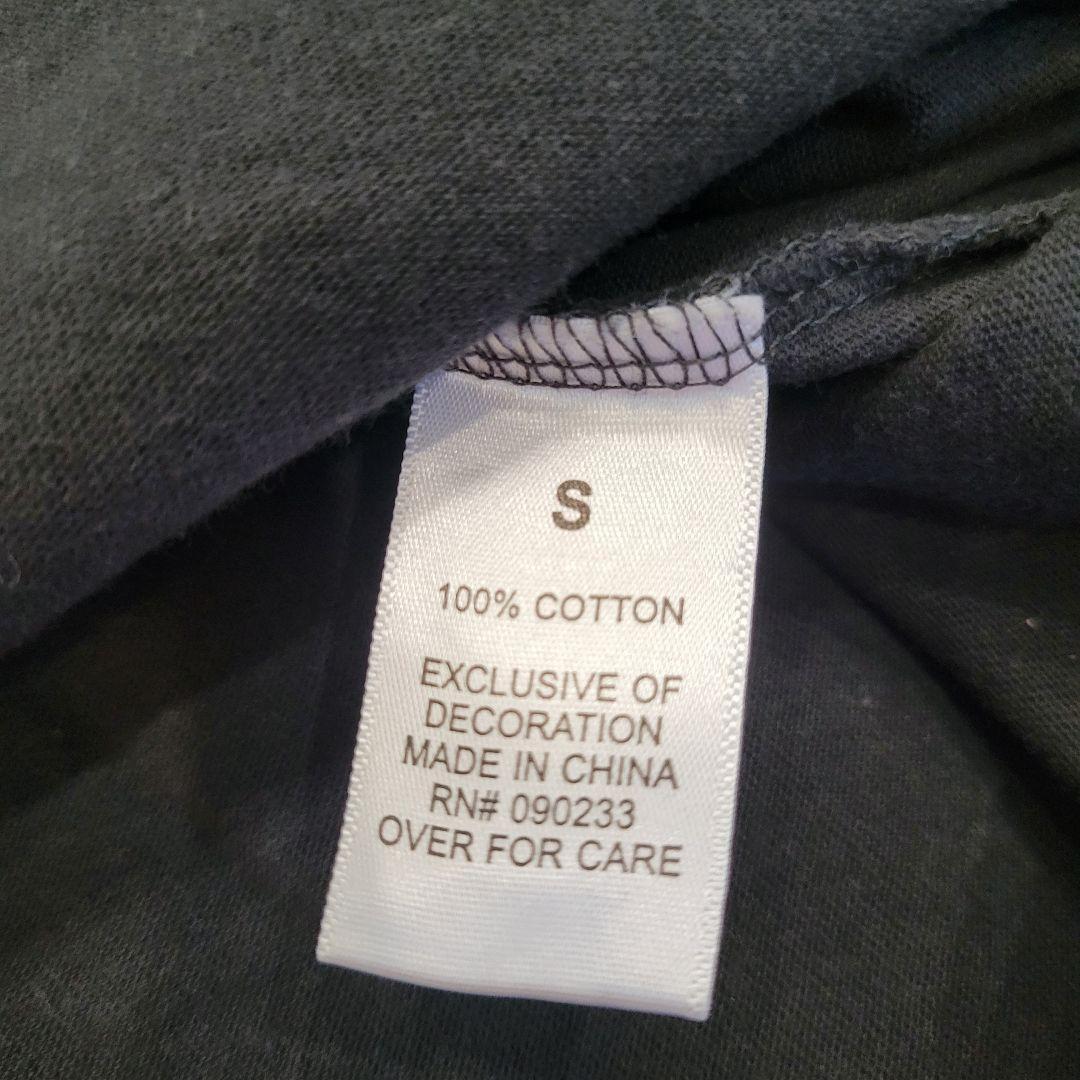 S
100% COTTON
EXCLUSIVE OF
DECORATION
MADE IN CHINA
RN# 090233
OVER FOR CARE